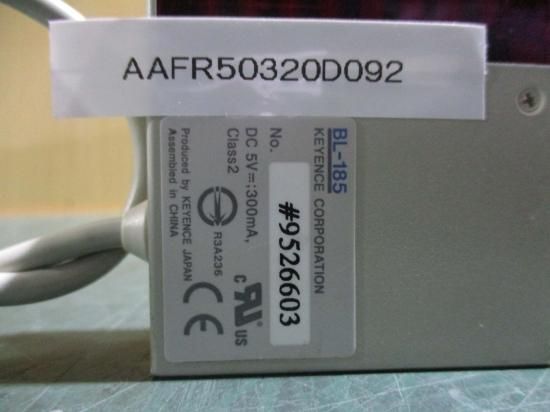 AAFR50320D092
BL-185
KEYENCE CORPORATION
No. #9526603
DC 5V⎓;300mA,
Class2
R3A236
c UR US
CE
Produced by KEYENCE JAPAN
Assembled in CHINA